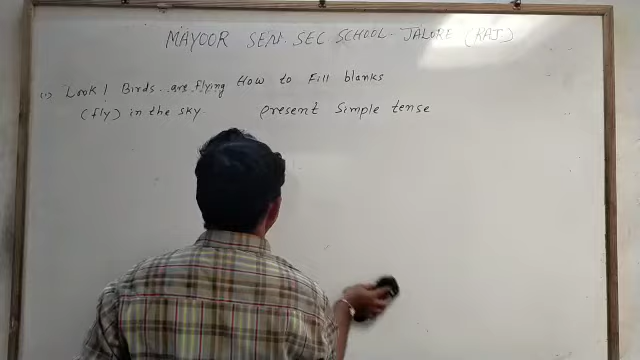 MAYOOR SEN. SEC SCHOOL. JALORE (RAJ.)
(1) Look! Birds ..are flying How to Fill blanks
(fly) in the sky. present Simple tense